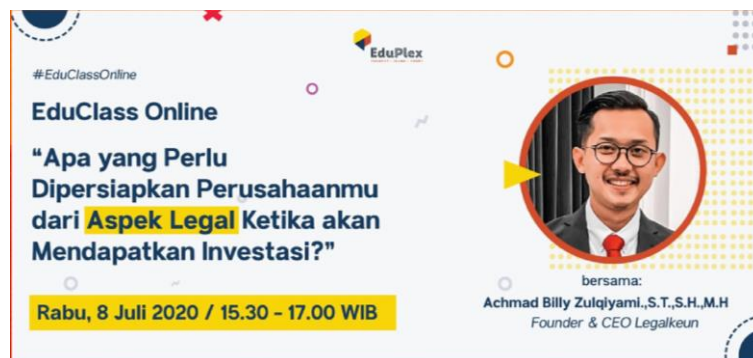 EduPlex
#EduClassOnline
EduClass Online
“Apa yang Perlu
Dipersiapkan Perusahaanmu
dari Aspek Legal Ketika akan
Mendapatkan Investasi?”
Rabu, 8 Juli 2020 / 15.30 - 17.00 WIB
bersama:
Achmad Billy Zulqiyami.,S.T.,S.H.,M.H
Founder & CEO Legalkeun